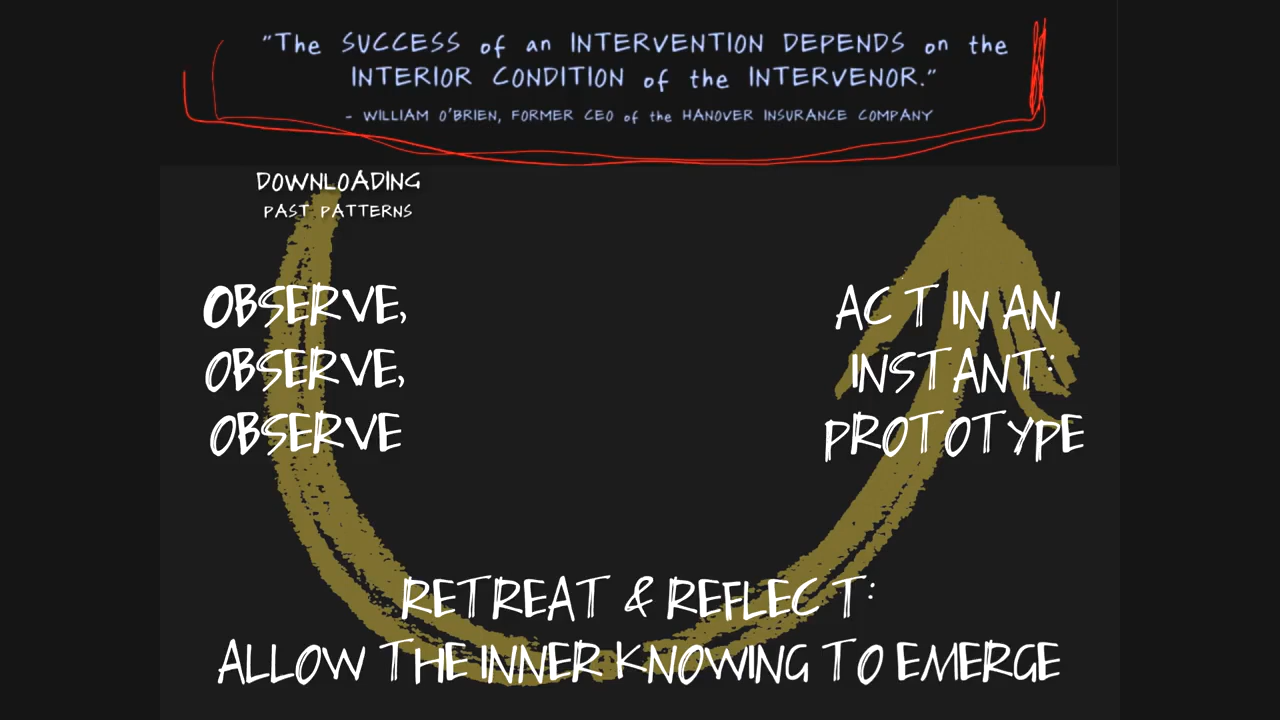 "The SUCCESS of an INTERVENTION DEPENDS on the
INTERIOR CONDITION of the INTERVENOR."
- WILLIAM O'BRIEN, FORMER CEO of the HANOVER INSURANCE COMPANY
DOWNLOADING
PAST PATTERNS
OBSERVE,
OBSERVE,
OBSERVE
ACT IN AN
INSTANT:
PROTOTYPE
RETREAT & REFLECT:
ALLOW THE INNER KNOWING TO EMERGE